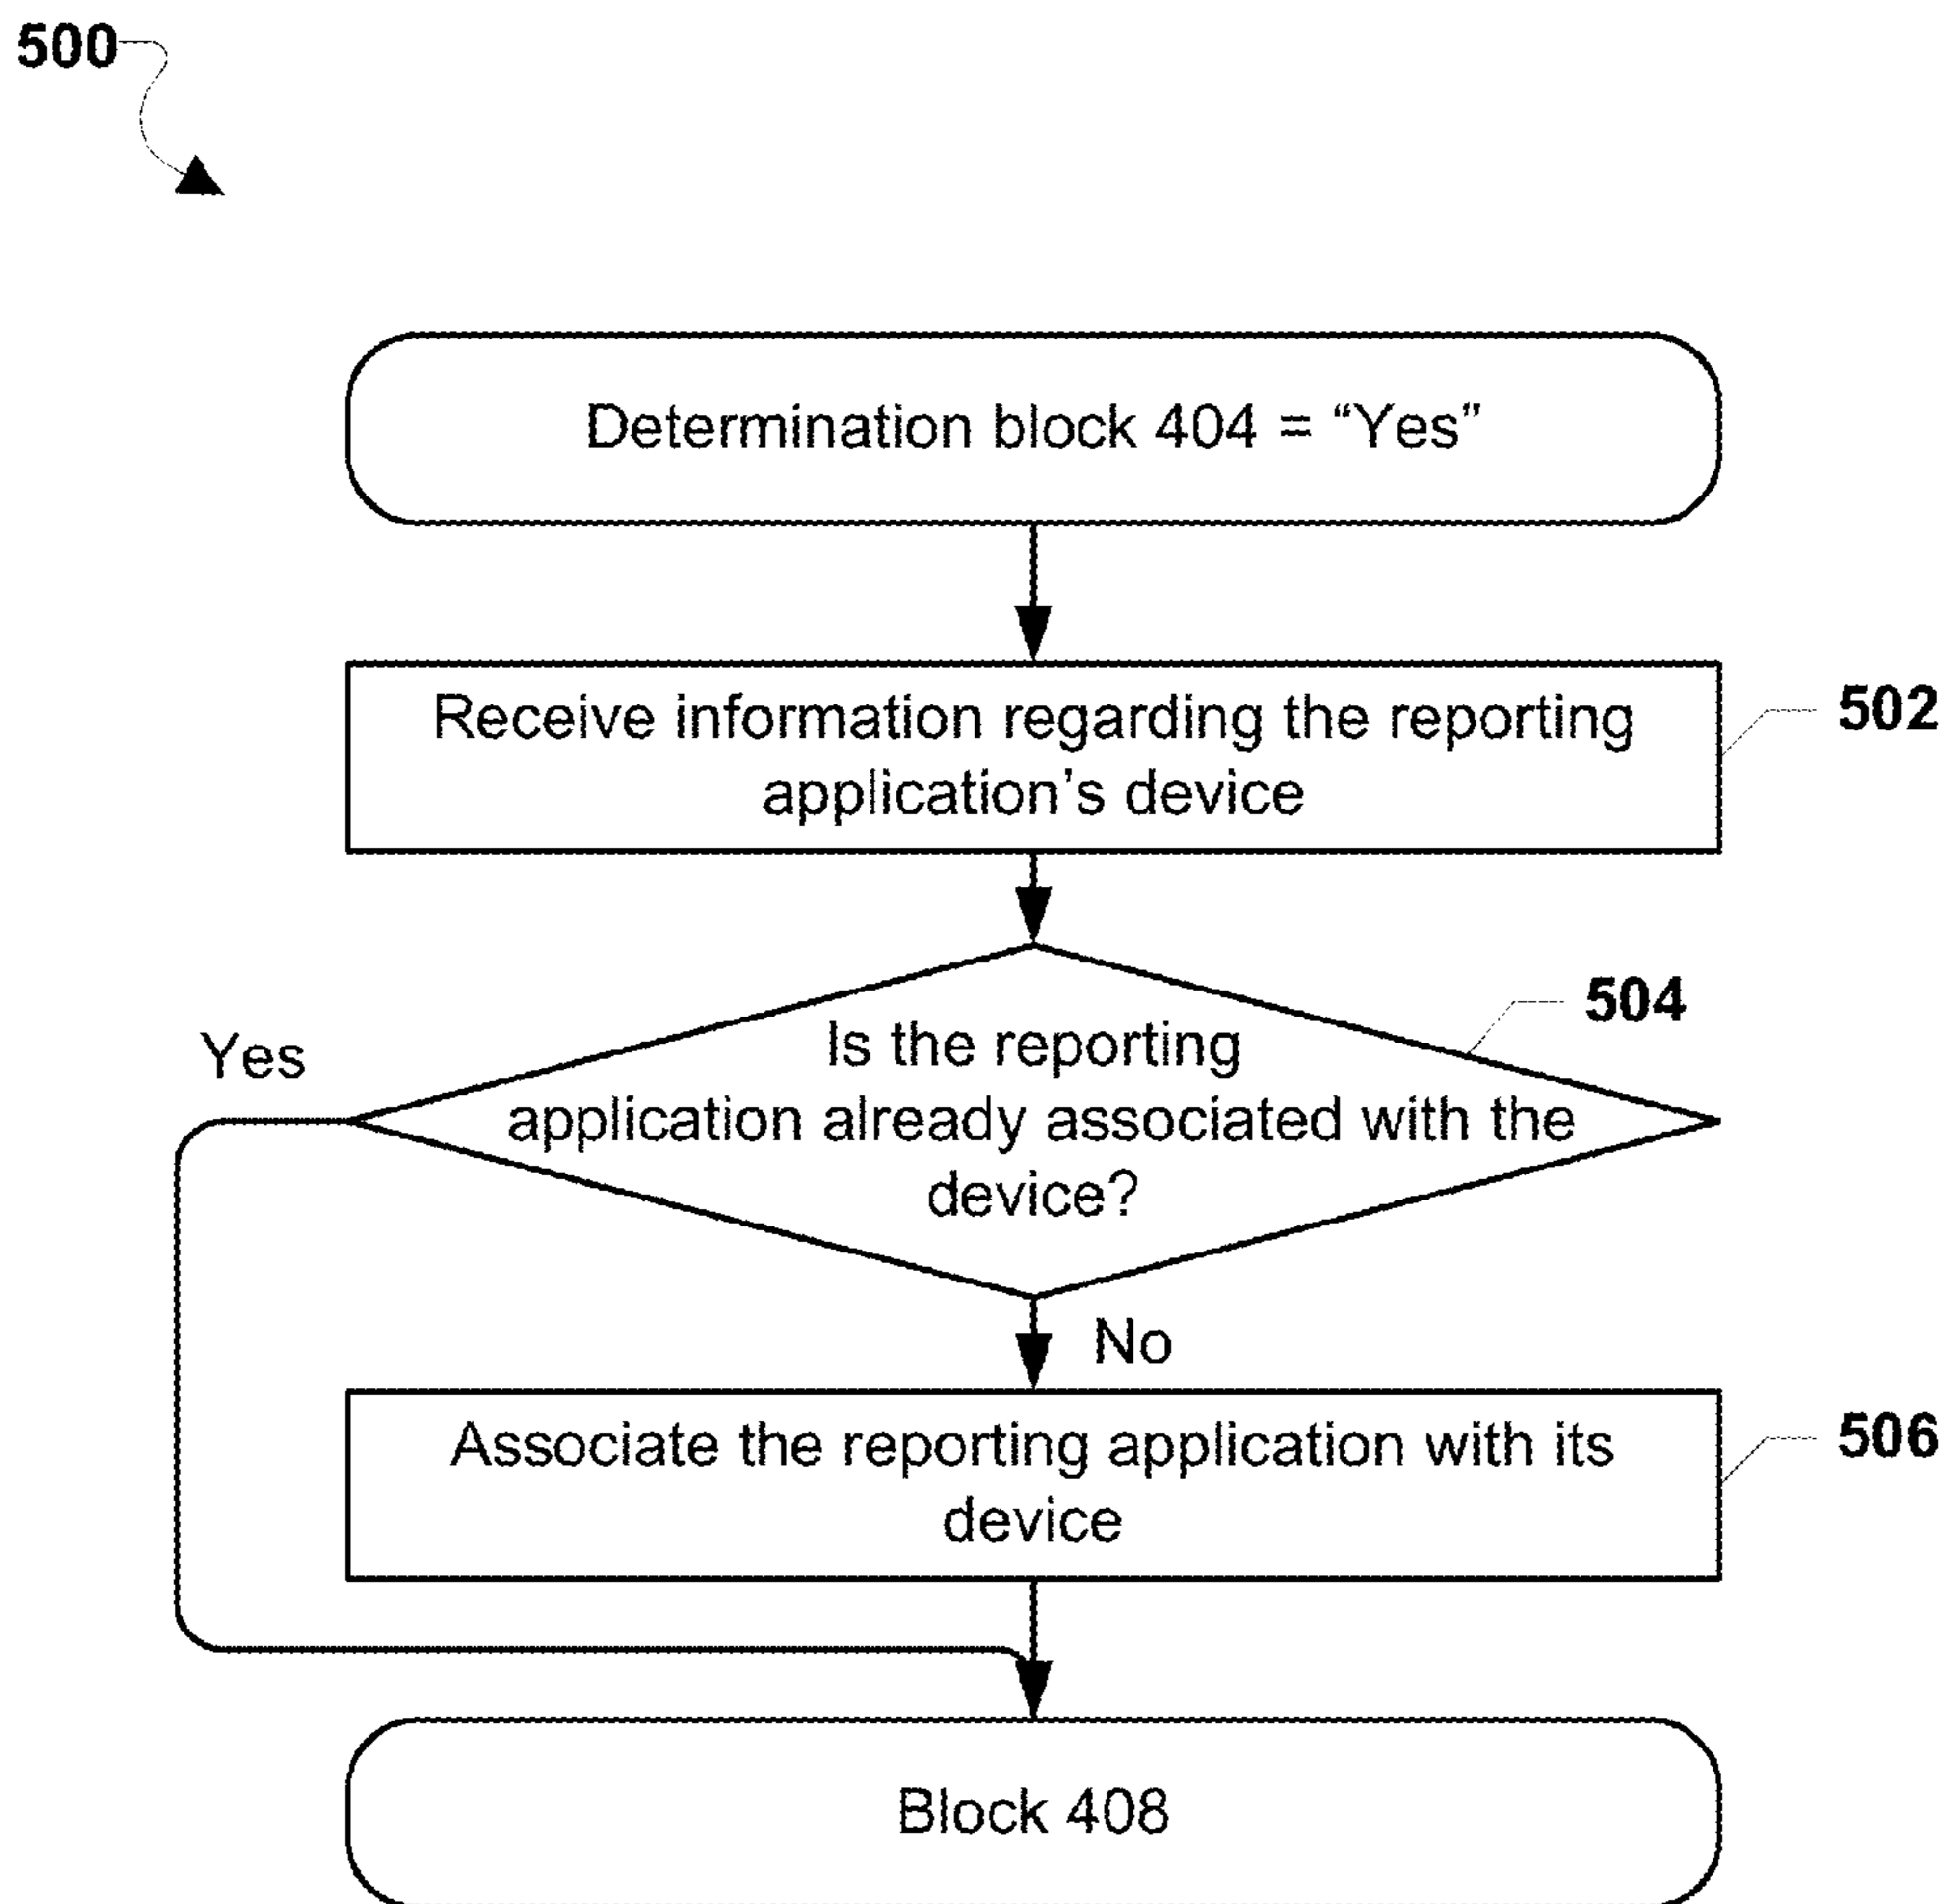 500
Determination block 404 = “Yes”
Receive information regarding the reporting
application’s device
502
504
Is the reporting
application already associated with the
device?
Yes
No
Associate the reporting application with its
device
506
Block 408